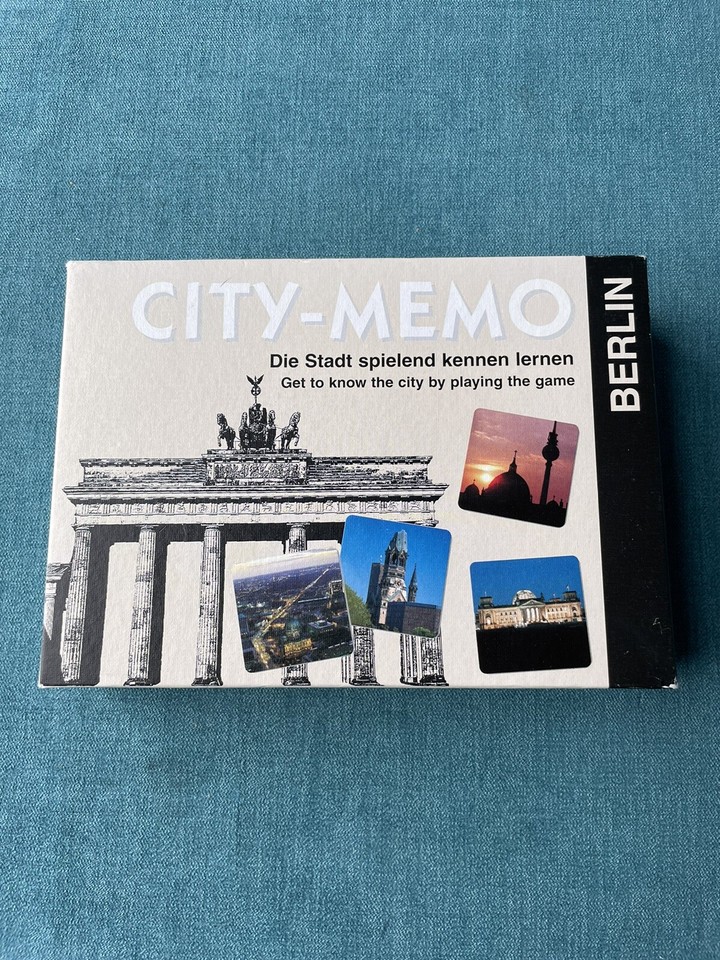 CITY-MEMO
Die Stadt spielend kennen lernen
Get to know the city by playing the game
BERLIN